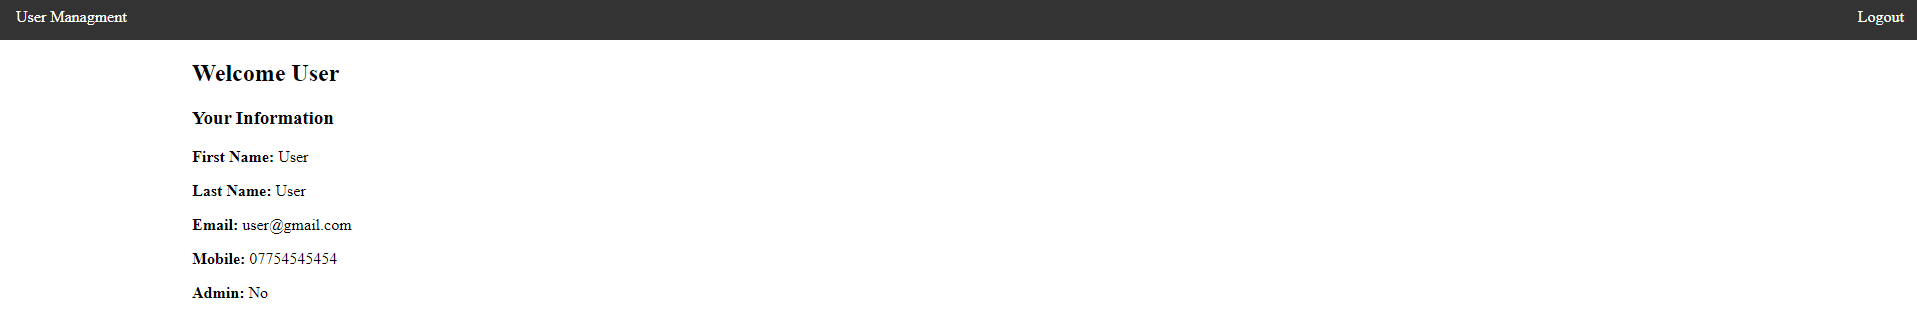 User Managment
Logout
Welcome User
Your Information
First Name: User
Last Name: User
Email: user@gmail.com
Mobile: 07754545454
Admin: No